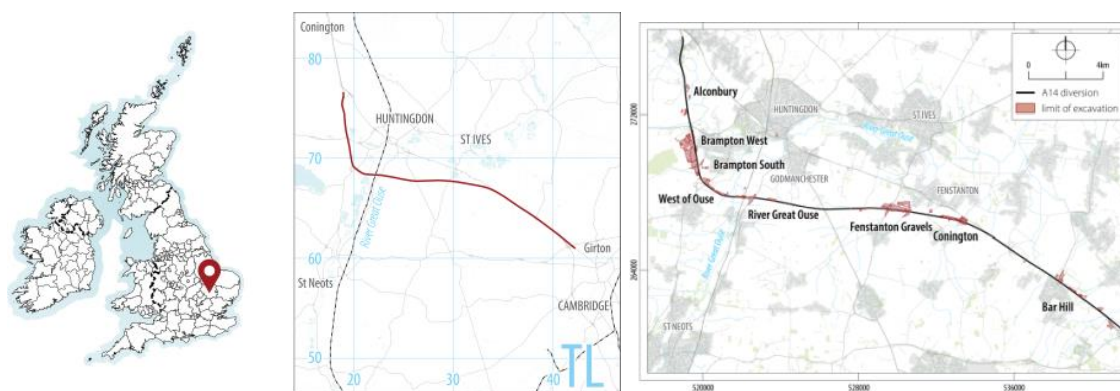 Conington
80
HUNTINGDON
ST IVES
70
River Great Ouse
Girton
60
St Neots
CAMBRIDGE
50
TL
20
30
40
0
4km
A14 diversion
limit of excavation
Alconbury
HUNTINGDON
ST IVES
272000
River Great Ouse
Brampton West
Brampton South
GODMANCHESTER
FENSTANTON
West of Ouse
River Great Ouse
Fenstanton Gravels
Conington
River Great Ouse
264000
Bar Hill
ST NEOTS
520000
528000
536000